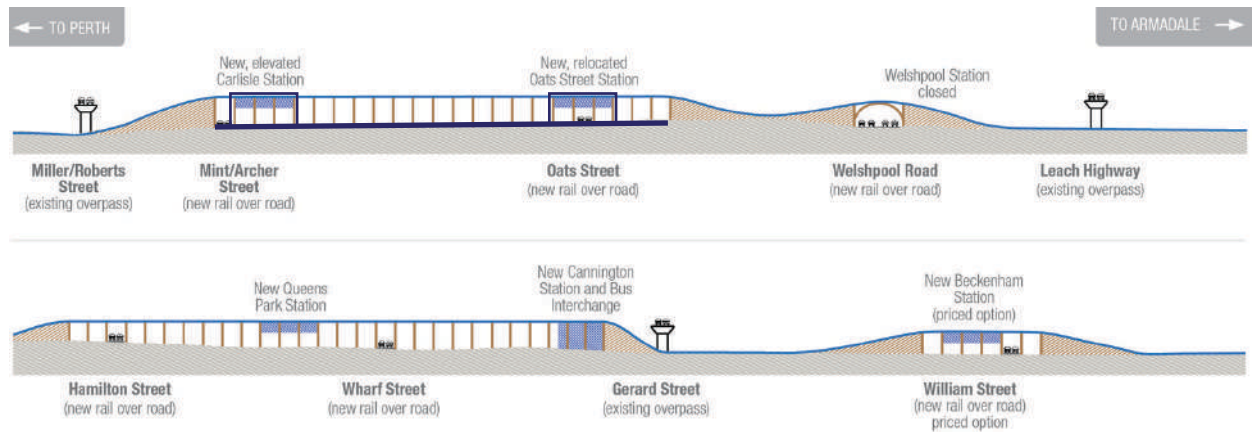 TO PERTH
TO ARMADALE
New, elevated
Carlisle Station
New, relocated
Oats Street Station
Welshpool Station
closed
Miller/Roberts
Street
(existing overpass)
Mint/Archer
Street
(new rail over road)
Oats Street
(new rail over road)
Welshpool Road
(new rail over road)
Leach Highway
(existing overpass)
New Queens
Park Station
New Cannington
Station and Bus
Interchange
New Beckenham
Station
(priced option)
Hamilton Street
(new rail over road)
Wharf Street
(new rail over road)
Gerard Street
(existing overpass)
William Street
(new rail over road)
priced option